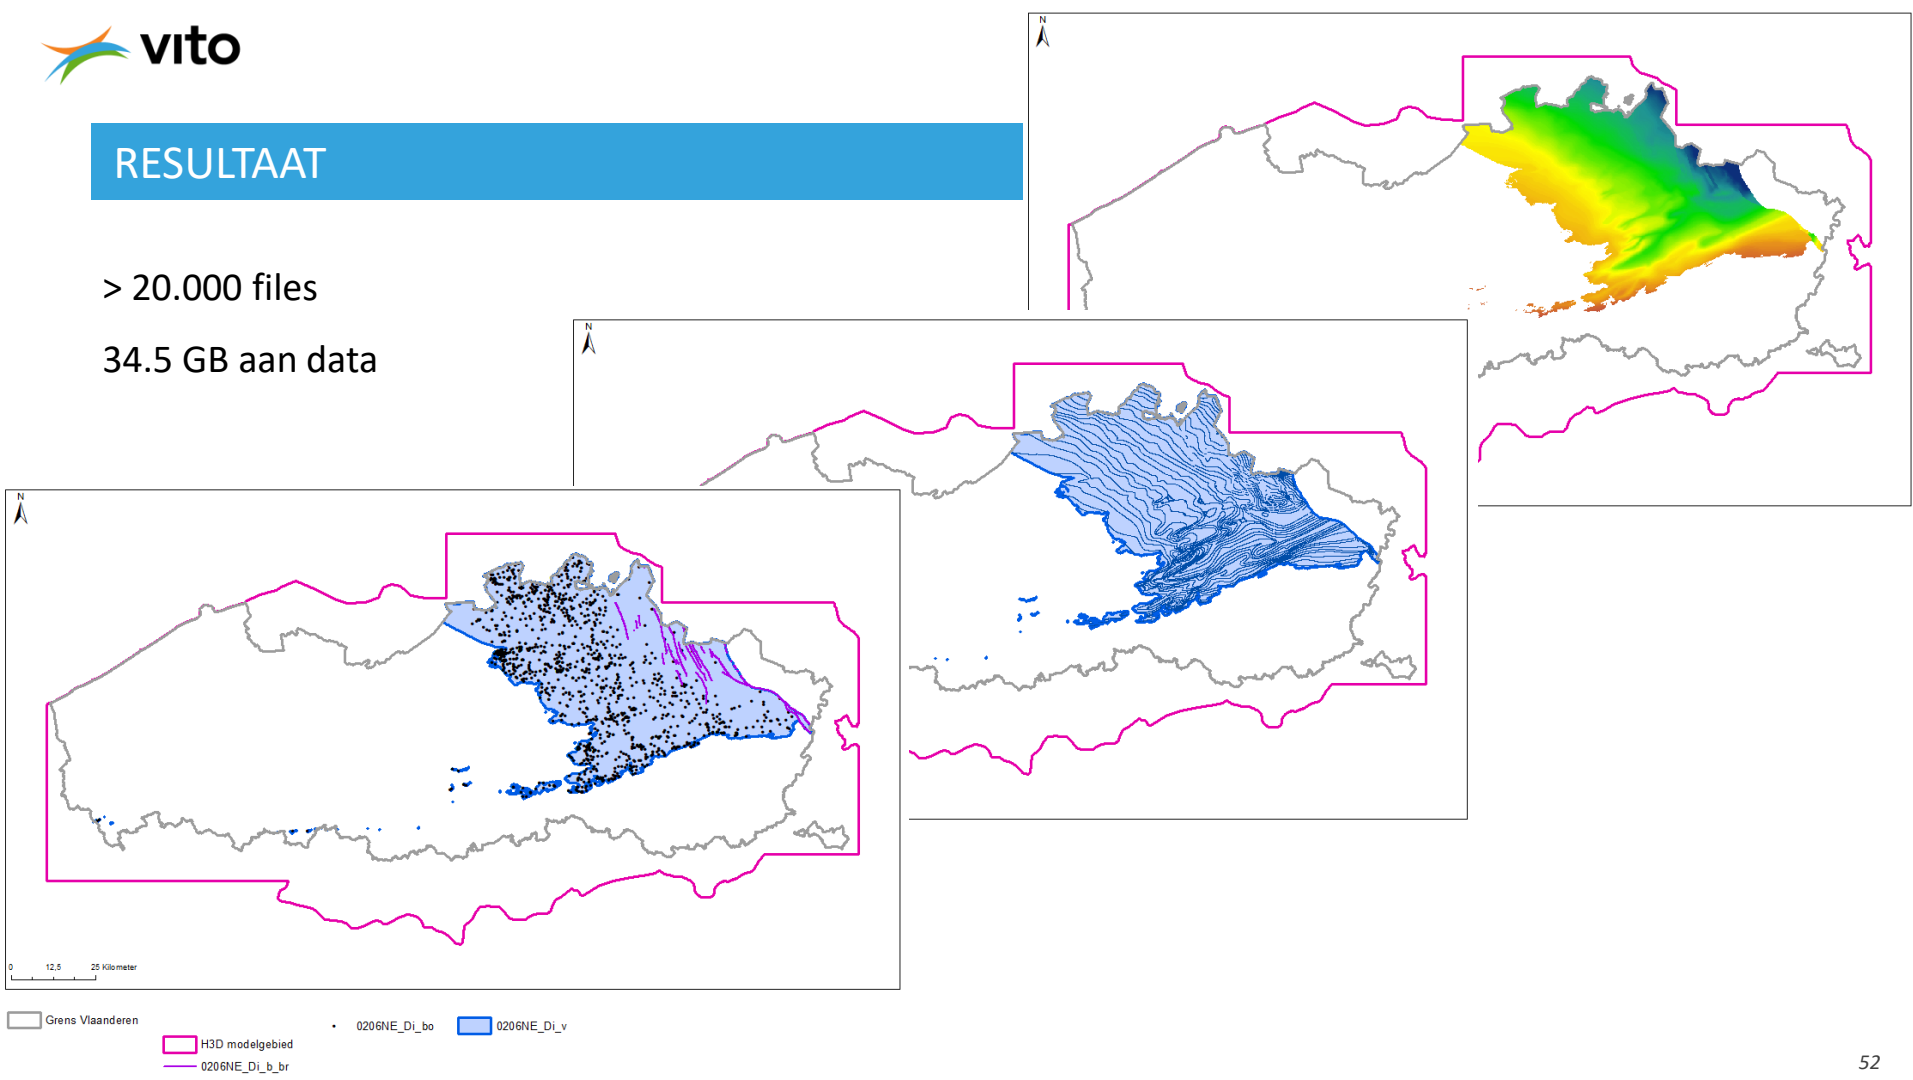 vito
RESULTAAT
> 20.000 files
34.5 GB aan data
N
N
N
0 12,5 25 Kilometer
Grens Vlaanderen
H3D modelgebied
0206NE_Di_b_br
0206NE_Di_bo
0206NE_Di_v
52